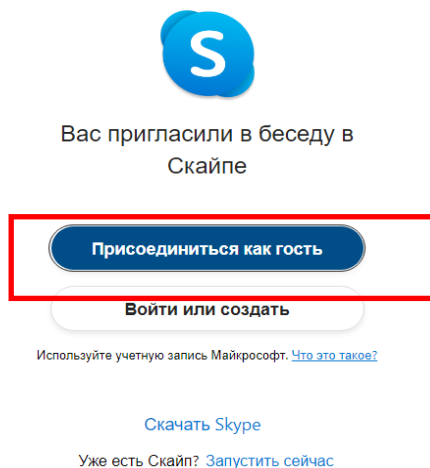 S
Вас пригласили в беседу в
Скайпе
Присоединиться как гость
Войти или создать
Используйте учетную запись Майкрософт. Что это такое?
Скачать Skype
Уже есть Скайп? Запустить сейчас